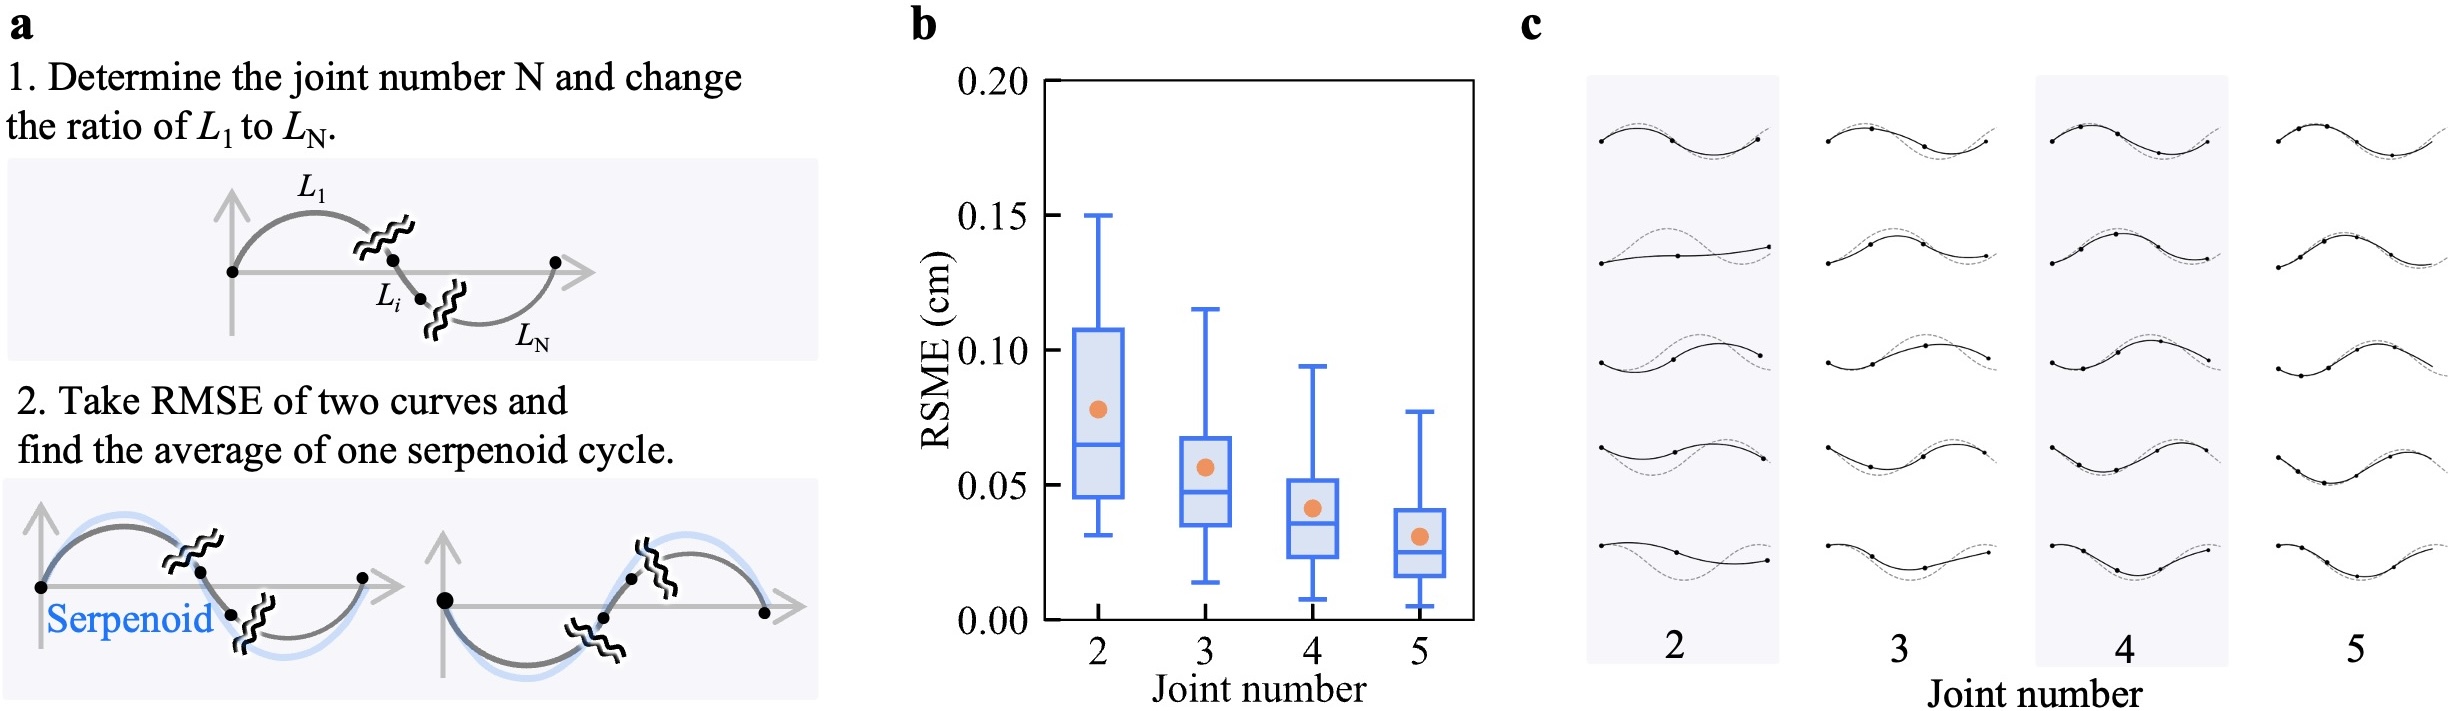 a
1. Determine the joint number N and change
the ratio of L1 to LN.
L1
Li
LN
2. Take RMSE of two curves and
find the average of one serpenoid cycle.
Serpenoid
b
0.20
0.15
0.10
0.05
0.00
RSME (cm)
2 3 4 5
Joint number
c
2 3 4 5
Joint number